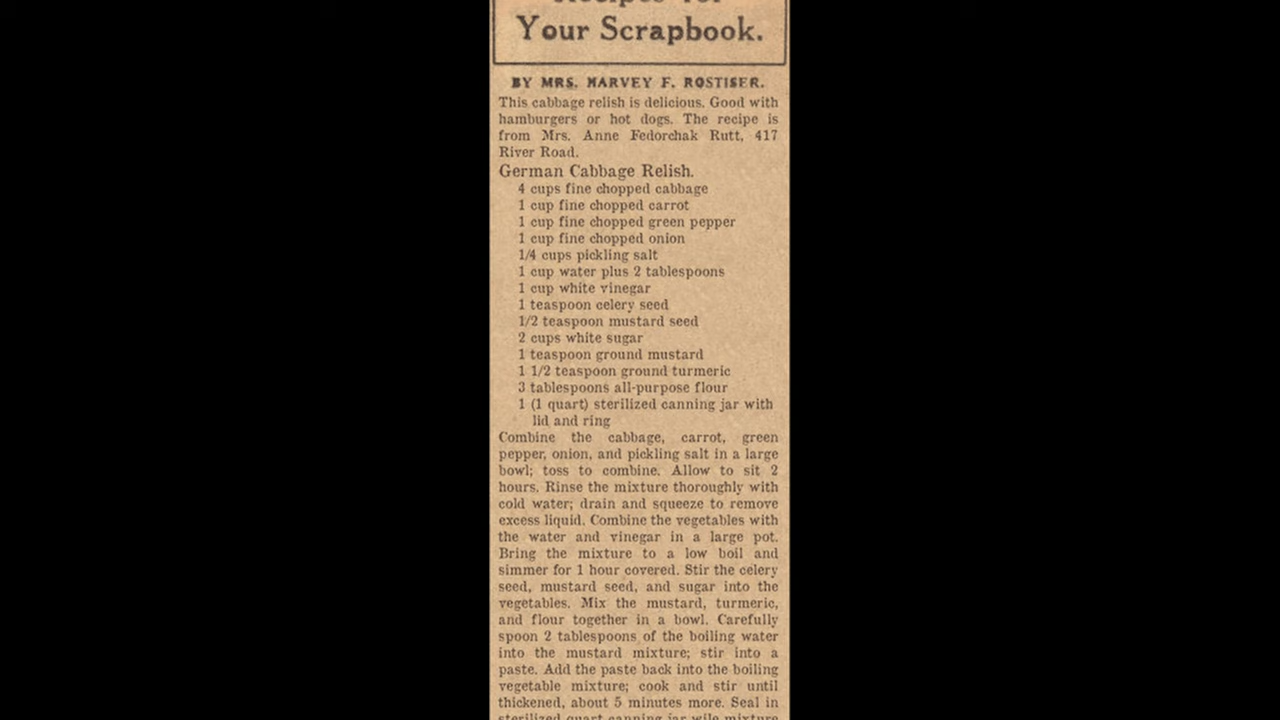 Recipes for
Your Scrapbook.
BY MRS. HARVEY F. ROSTISER.
This cabbage relish is delicious. Good with
hamburgers or hot dogs. The recipe is
from Mrs. Anne Fedorchak Rutt, 417
River Road.
German Cabbage Relish.
4 cups fine chopped cabbage
1 cup fine chopped carrot
1 cup fine chopped green pepper
1 cup fine chopped onion
1/4 cups pickling salt
1 cup water plus 2 tablespoons
1 cup white vinegar
1 teaspoon celery seed
1/2 teaspoon mustard seed
2 cups white sugar
1 teaspoon ground mustard
1 1/2 teaspoon ground turmeric
3 tablespoons all-purpose flour
1 (1 quart) sterilized canning jar with
lid and ring
Combine the cabbage, carrot, green
pepper, onion, and pickling salt in a large
bowl; toss to combine. Allow to sit 2
hours. Rinse the mixture thoroughly with
cold water; drain and squeeze to remove
excess liquid. Combine the vegetables with
the water and vinegar in a large pot.
Bring the mixture to a low boil and
simmer for 1 hour covered. Stir the celery
seed, mustard seed, and sugar into the
vegetables. Mix the mustard, turmeric,
and flour together in a bowl. Carefully
spoon 2 tablespoons of the boiling water
into the mustard mixture; stir into a
paste. Add the paste back into the boiling
vegetable mixture; cook and stir until
thickened, about 5 minutes more. Seal in
sterilized quart canning jar wile mixture